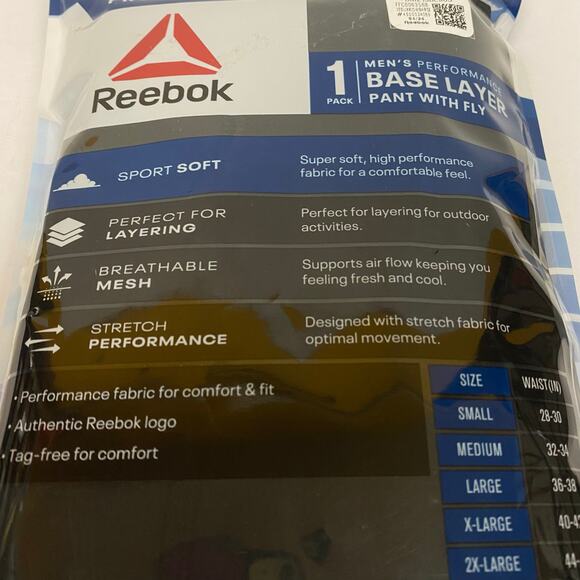 Reebok
1
PACK
MEN'S PERFORMANCE
BASE LAYER
PANT WITH FLY
SPORT SOFT
Super soft, high performance
fabric for a comfortable feel.
PERFECT FOR
LAYERING
Perfect for layering for outdoor
activities.
BREATHABLE
MESH
Supports air flow keeping you
feeling fresh and cool.
STRETCH
PERFORMANCE
Designed with stretch fabric for
optimal movement.
• Performance fabric for comfort & fit
• Authentic Reebok logo
• Tag-free for comfort
SIZE WAIST(IN)
SMALL 28-30
MEDIUM 32-34
LARGE 36-38
X-LARGE 40-42
2X-LARGE 44-